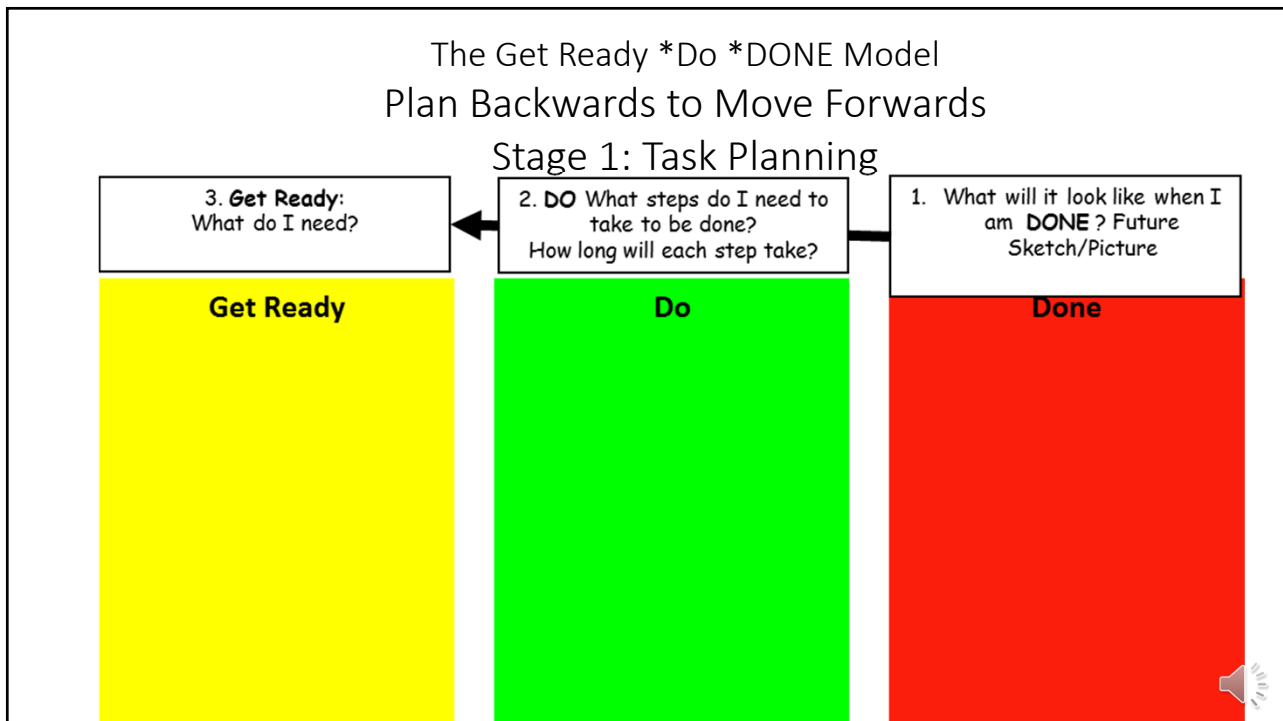 The Get Ready *Do *DONE Model
Plan Backwards to Move Forwards
Stage 1: Task Planning
3. Get Ready:
What do I need?
2. DO What steps do I need to
take to be done?
How long will each step take?
1. What will it look like when I
am DONE ? Future
Sketch/Picture
Get Ready
Do
Done